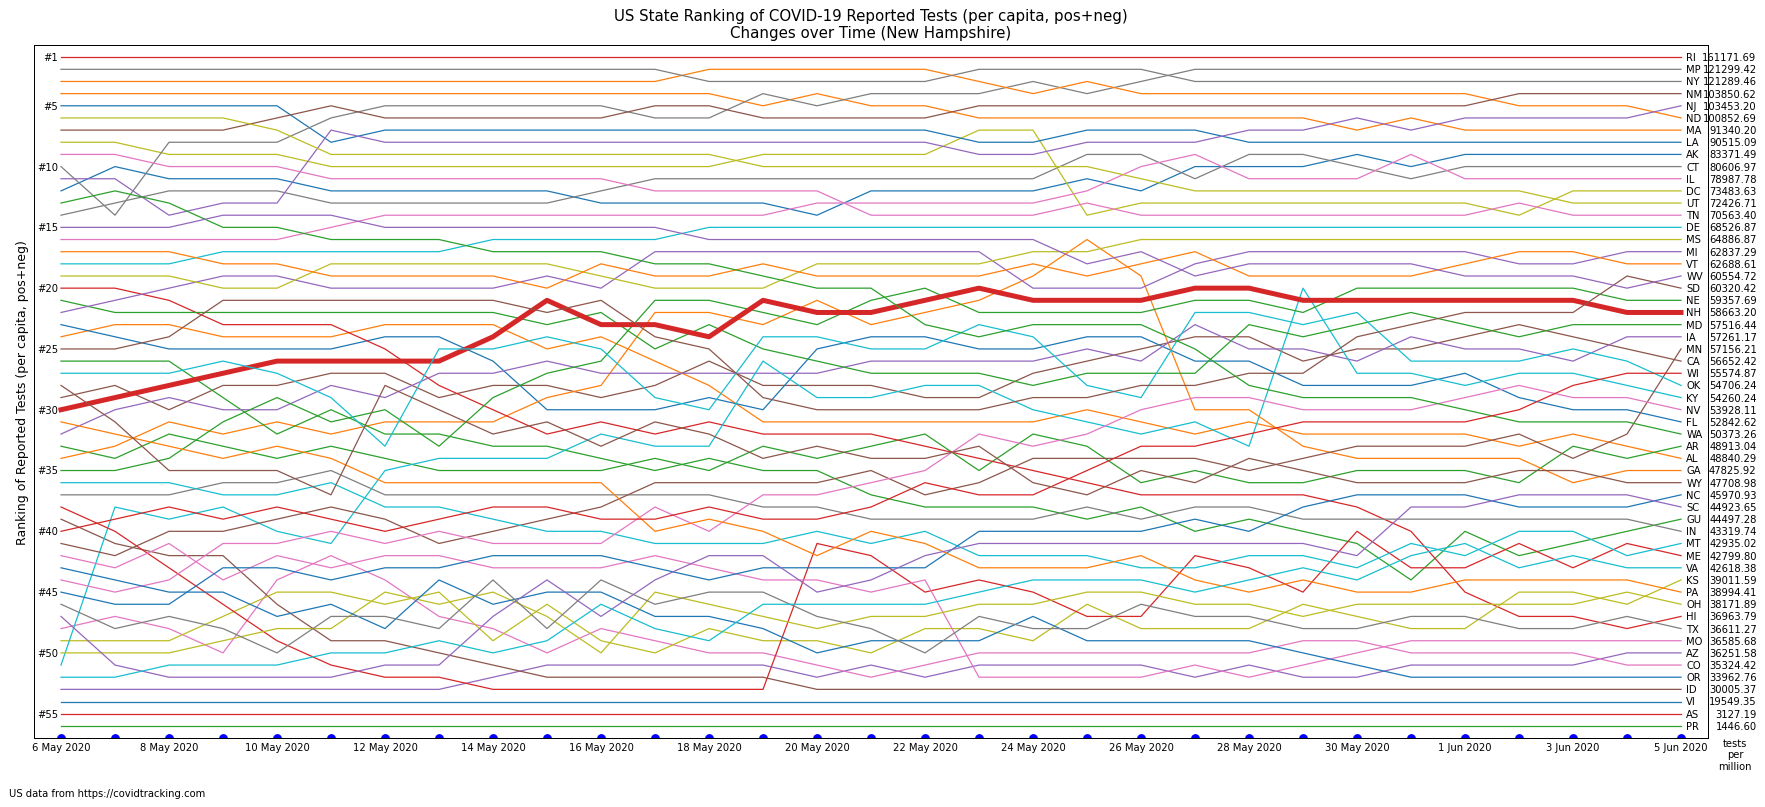 US State Ranking of COVID-19 Reported Tests (per capita, pos+neg)
Changes over Time (New Hampshire)
Ranking of Reported Tests (per capita, pos+neg)
#1
#5
#10
#15
#20
#25
#30
#35
#40
#45
#50
#55
RI 161171.69
MP 121299.42
NY 121289.46
NM 103850.62
NJ 103453.20
ND 100852.69
MA 91340.20
LA 90515.09
AK 83371.49
CT 80606.97
IL 78987.78
DC 73483.63
UT 72426.71
TN 70563.40
DE 68526.87
MS 64886.87
MI 62837.29
VT 62688.61
WV 60554.72
SD 60320.42
NE 59357.69
NH 58663.20
MD 57516.44
IA 57261.17
MN 57156.21
CA 56652.42
WI 55574.87
OK 54706.24
KY 54260.24
NV 53928.11
FL 52842.62
WA 50373.26
AR 48913.04
AL 48840.29
GA 47825.92
WY 47708.98
NC 45970.93
SC 44923.65
GU 44497.28
IN 43319.74
MT 42935.02
ME 42799.80
VA 42618.38
KS 39011.59
PA 38994.41
OH 38171.89
HI 36963.79
TX 36611.27
MO 36585.68
AZ 36251.58
CO 35324.42
OR 33962.76
ID 30005.37
VI 19549.35
AS 3127.19
PR 1446.60
6 May 2020
8 May 2020
10 May 2020
12 May 2020
14 May 2020
16 May 2020
18 May 2020
20 May 2020
22 May 2020
24 May 2020
26 May 2020
28 May 2020
30 May 2020
1 Jun 2020
3 Jun 2020
5 Jun 2020
tests
per
million
US data from https://covidtracking.com